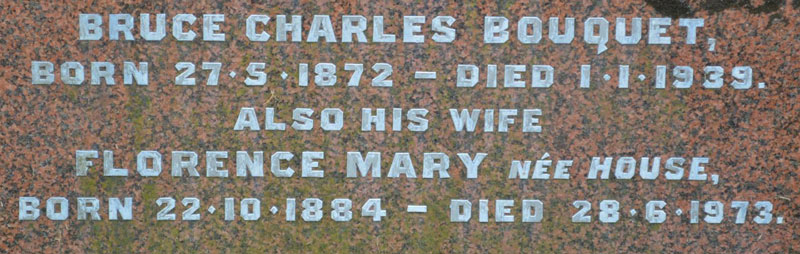 BRUCE CHARLES BOUQUET,
BORN 27·5·1872 – DIED 1·1·1939.
ALSO HIS WIFE
FLORENCE MARY NÉE HOUSE,
BORN 22·10·1884 – DIED 28·6·1973.